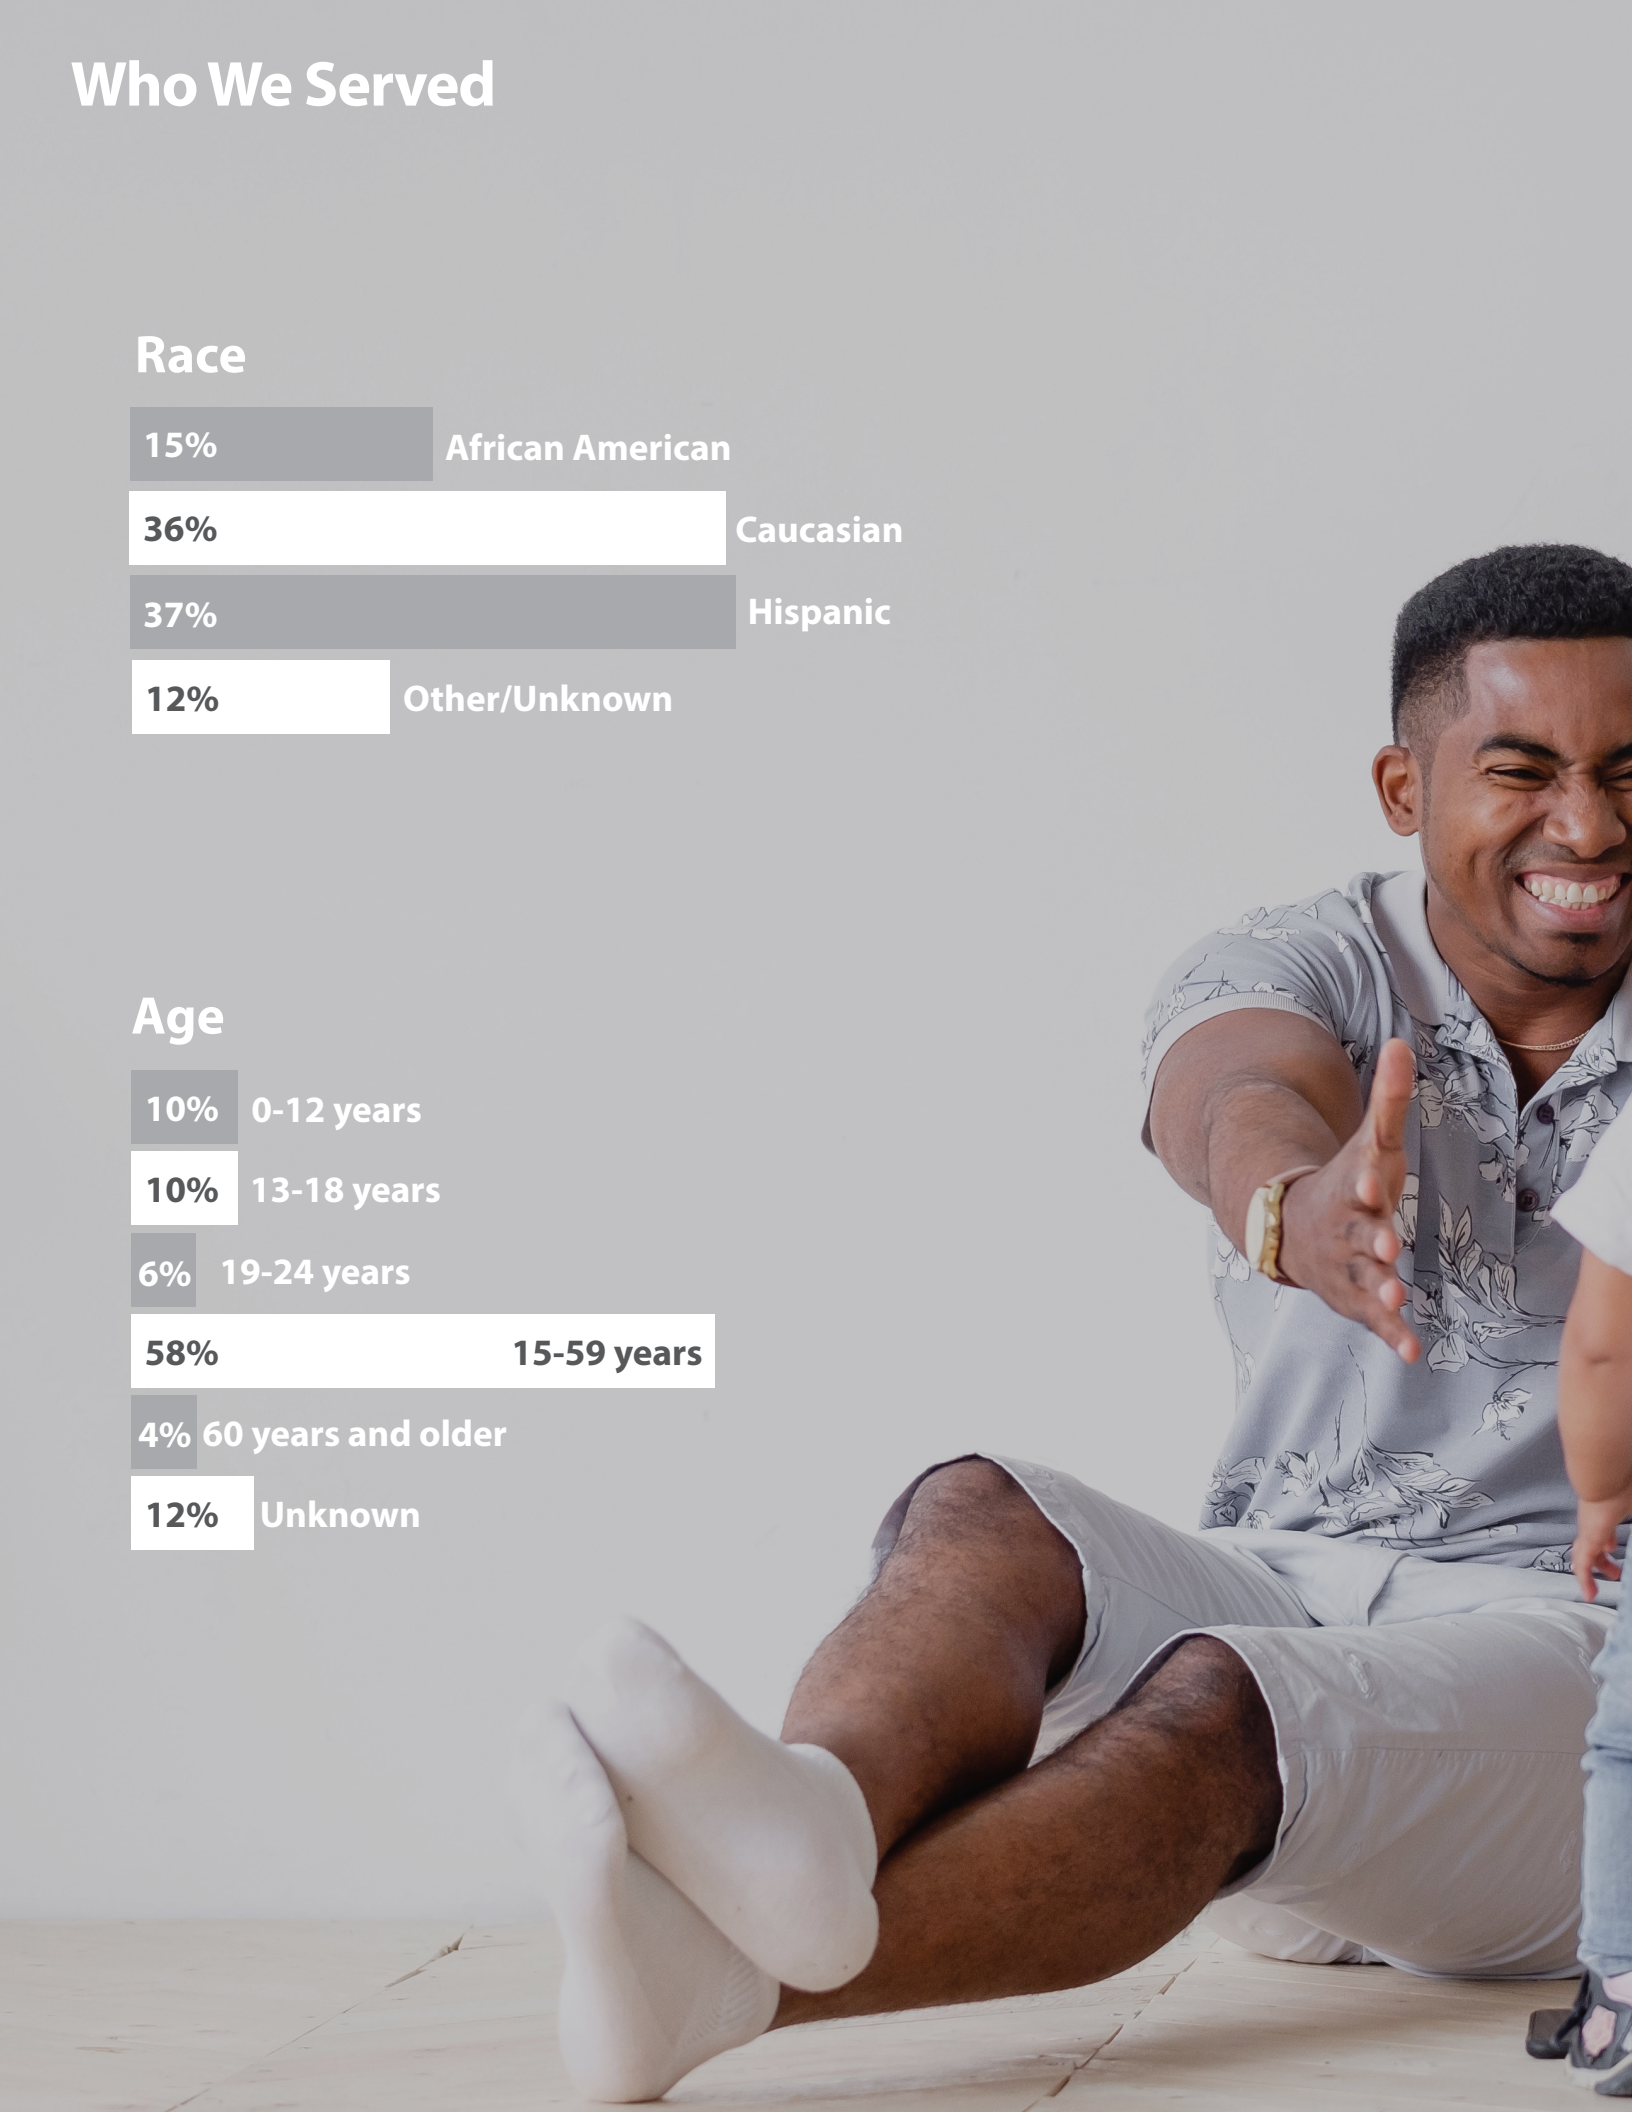 Who We Served
Race
15% African American
36% Caucasian
37% Hispanic
12% Other/Unknown
Age
10% 0-12 years
10% 13-18 years
6% 19-24 years
58% 15-59 years
4% 60 years and older
12% Unknown